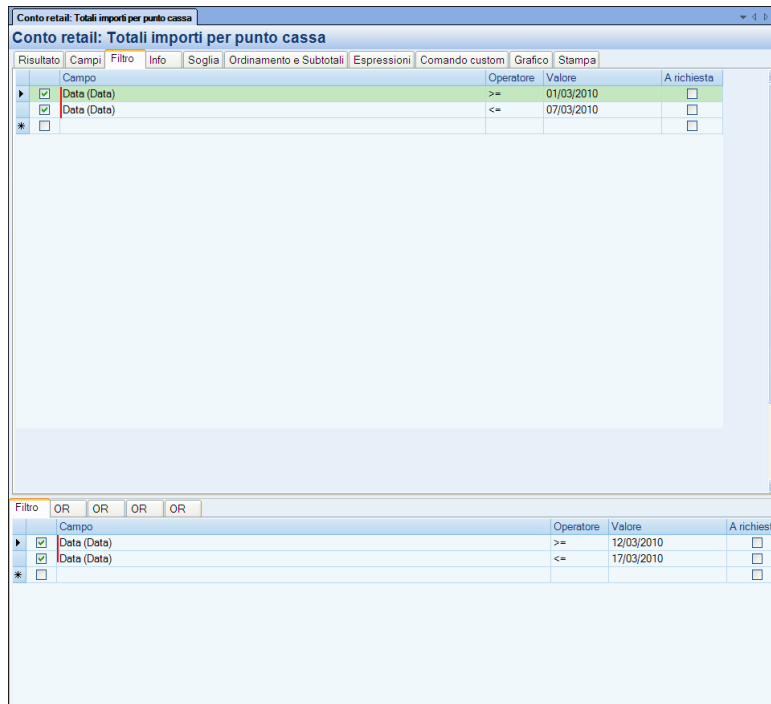 Conto retail: Totali importi per punto cassa
Conto retail: Totali importi per punto cassa
Risultato Campi Filtro Info Soglia Ordinamento e Subtotali Espressioni Comando custom Grafico Stampa
Campo Operatore Valore A richiesta
Data (Data) >= 01/03/2010
Data (Data) <= 07/03/2010
Filtro OR OR OR OR
Campo Operatore Valore A richiest
Data (Data) >= 12/03/2010
Data (Data) <= 17/03/2010